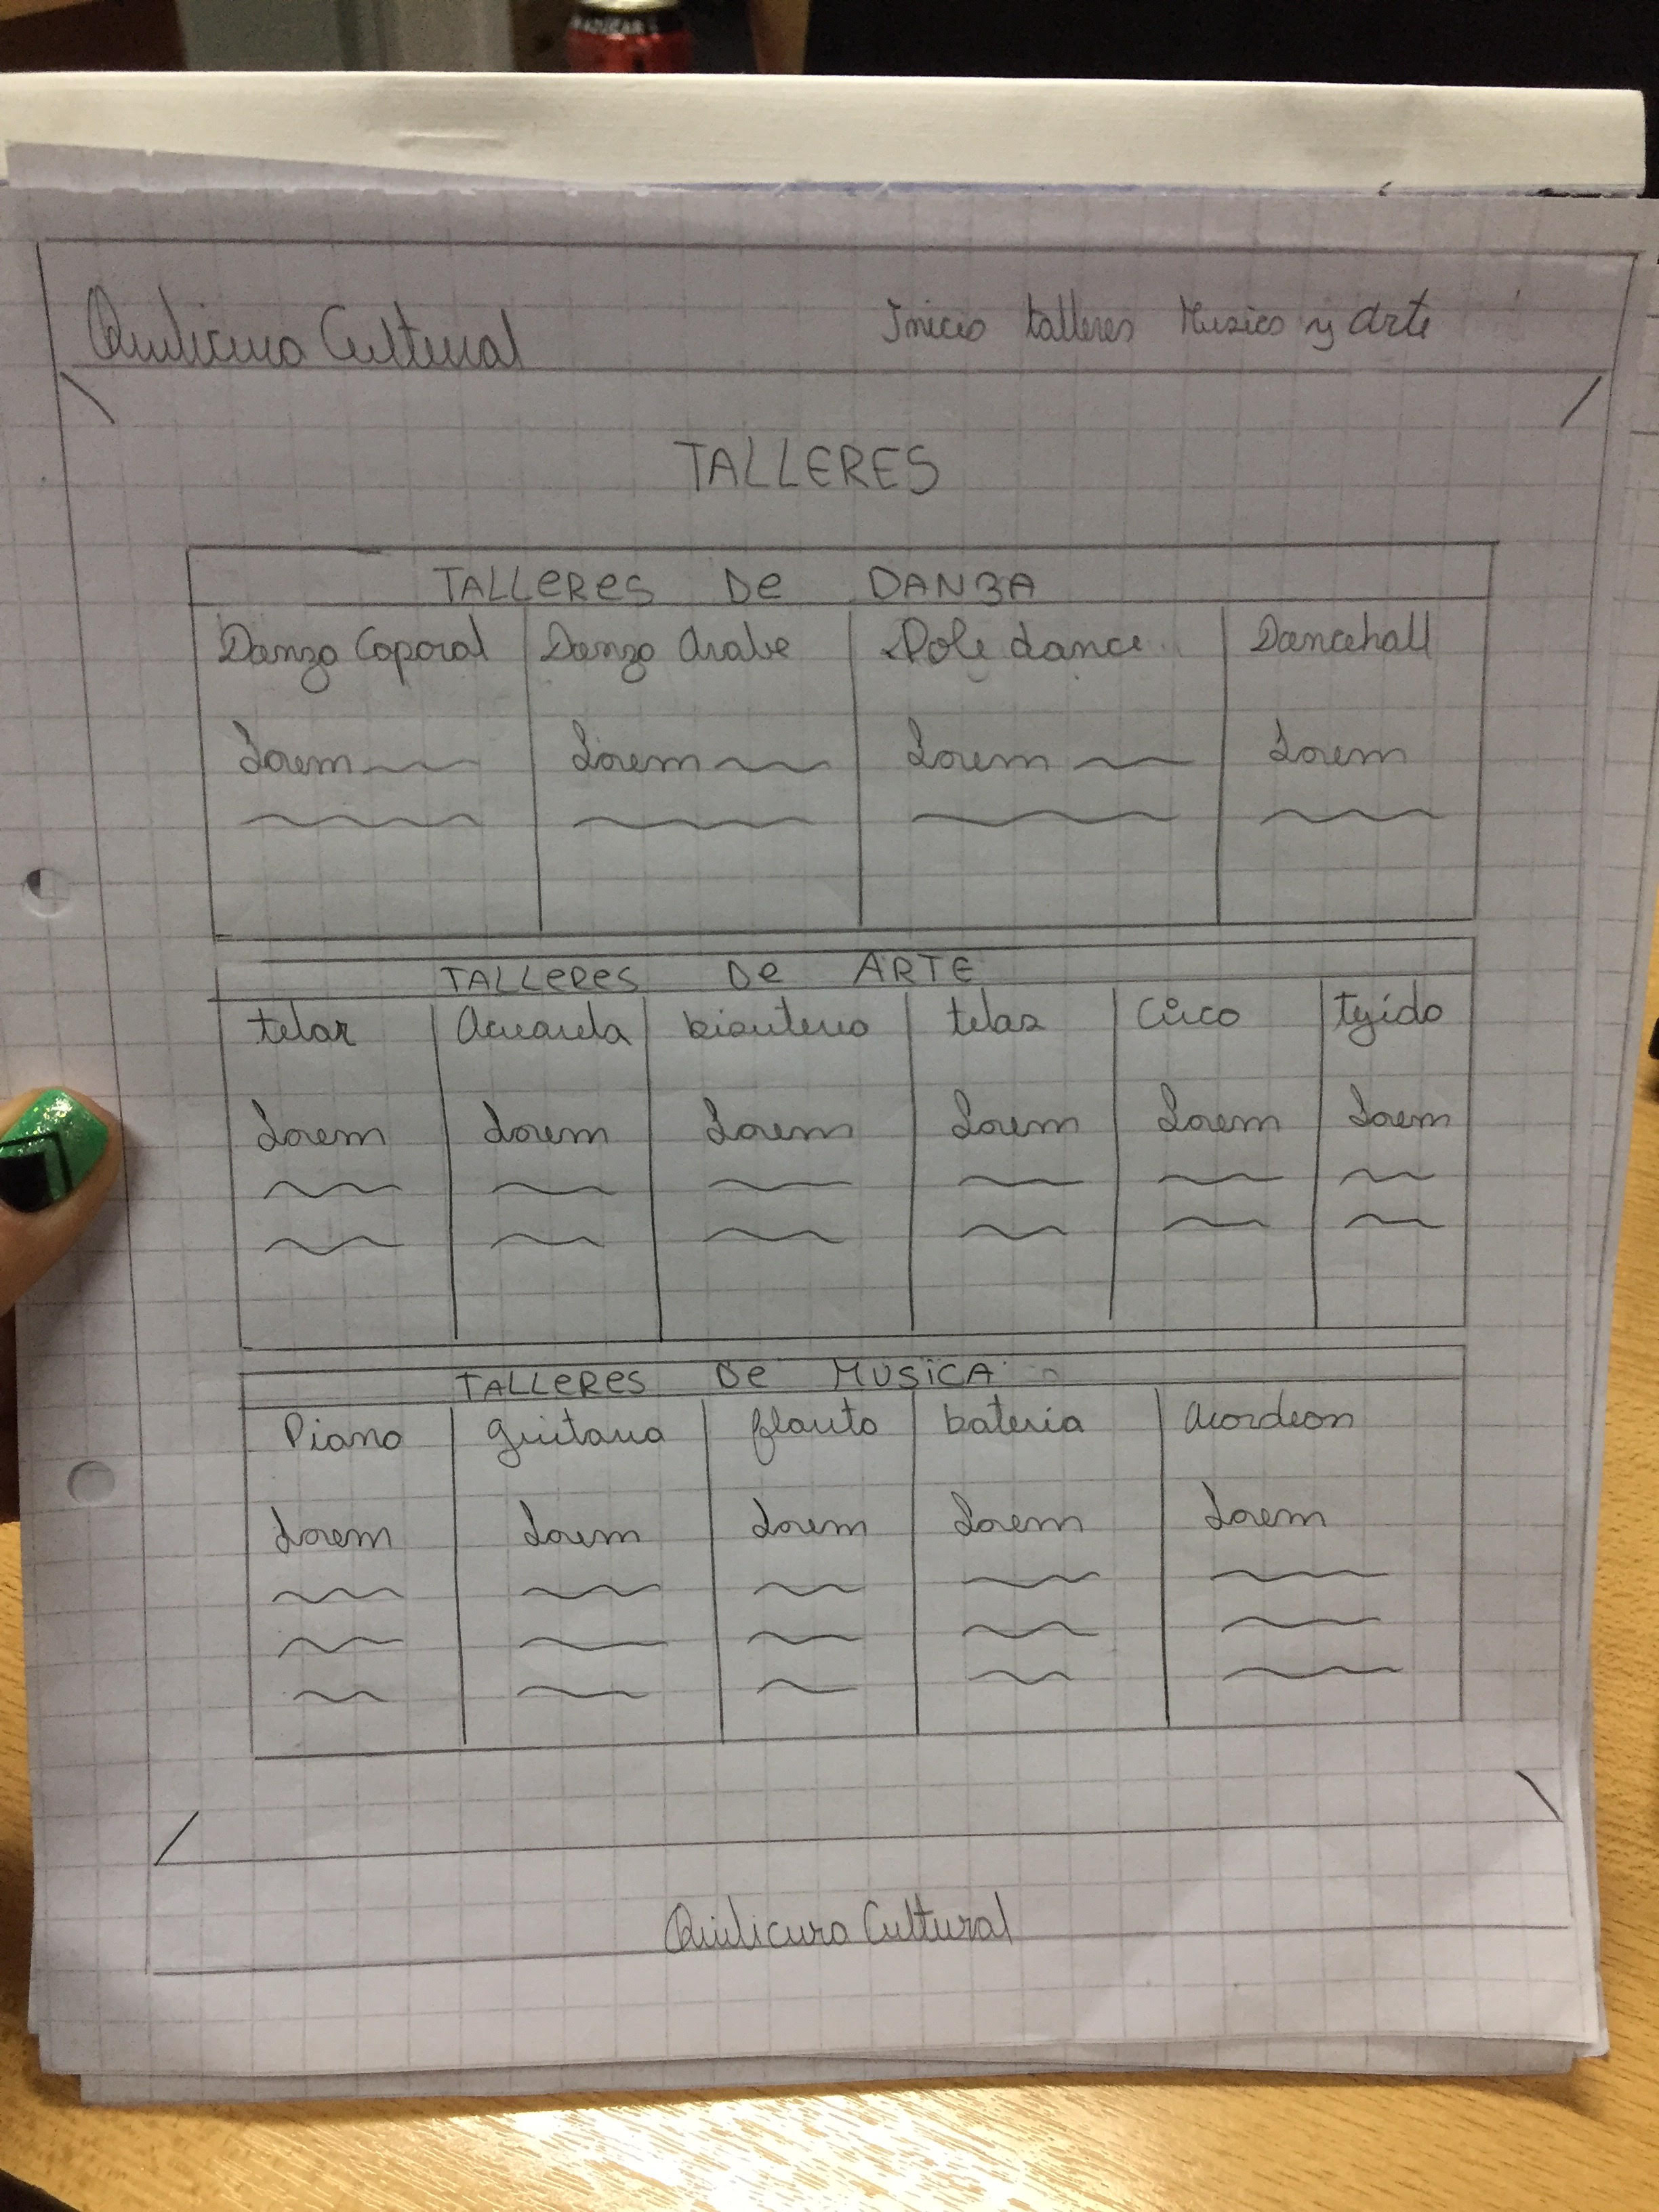 Quilicura Cultural Inicio talleres Musica y arte
TALLERES
TALLERES DE DANZA
Danza Caporal Danza Arabe Pole dance Dancehall
Lorem Lorem Lorem Lorem
TALLERES DE ARTE
telar Acuarela bisuteria telas Circo tejido
Lorem Lorem Lorem Lorem Lorem Lorem
TALLERES DE MUSICA
Piano guitarra flauta bateria acordeon
Lorem Lorem Lorem Lorem Lorem
Quilicura Cultural